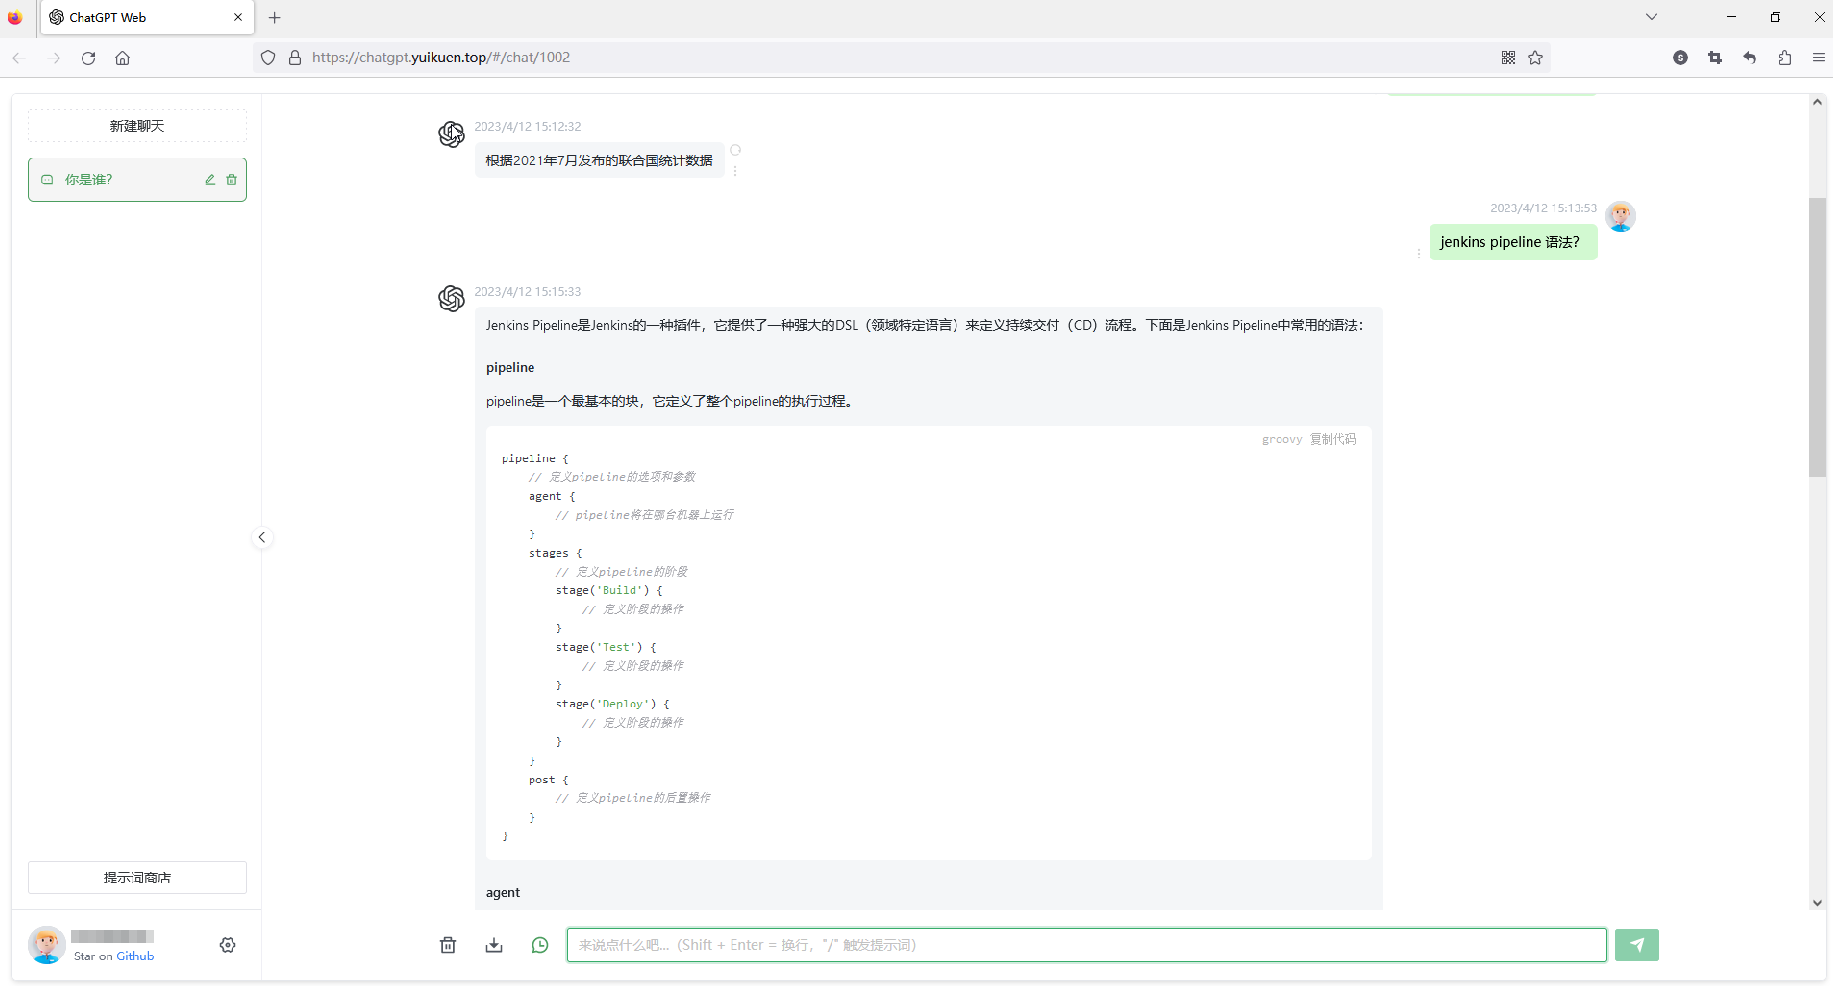 ChatGPT Web
https://chatgpt.yuikuen.top/#/chat/1002
新建聊天
你是谁?
提示词商店
Star on Github
2023/4/12 15:12:32
根据2021年7月发布的联合国统计数据
2023/4/12 15:13:53
jenkins pipeline 语法?
2023/4/12 15:15:33
Jenkins Pipeline是Jenkins的一种插件，它提供了一种强大的DSL（领域特定语言）来定义持续交付（CD）流程。下面是Jenkins Pipeline中常用的语法：
pipeline
pipeline是一个最基本的块，它定义了整个pipeline的执行过程。
groovy 复制代码
pipeline {
// 定义pipeline的选项和参数
agent {
// pipeline将在哪台机器上运行
}
stages {
// 定义pipeline的阶段
stage('Build') {
// 定义阶段的操作
}
stage('Test') {
// 定义阶段的操作
}
stage('Deploy') {
// 定义阶段的操作
}
}
post {
// 定义pipeline的后置操作
}
}
agent
来说点什么吧...（Shift + Enter = 换行，"/" 触发提示词）